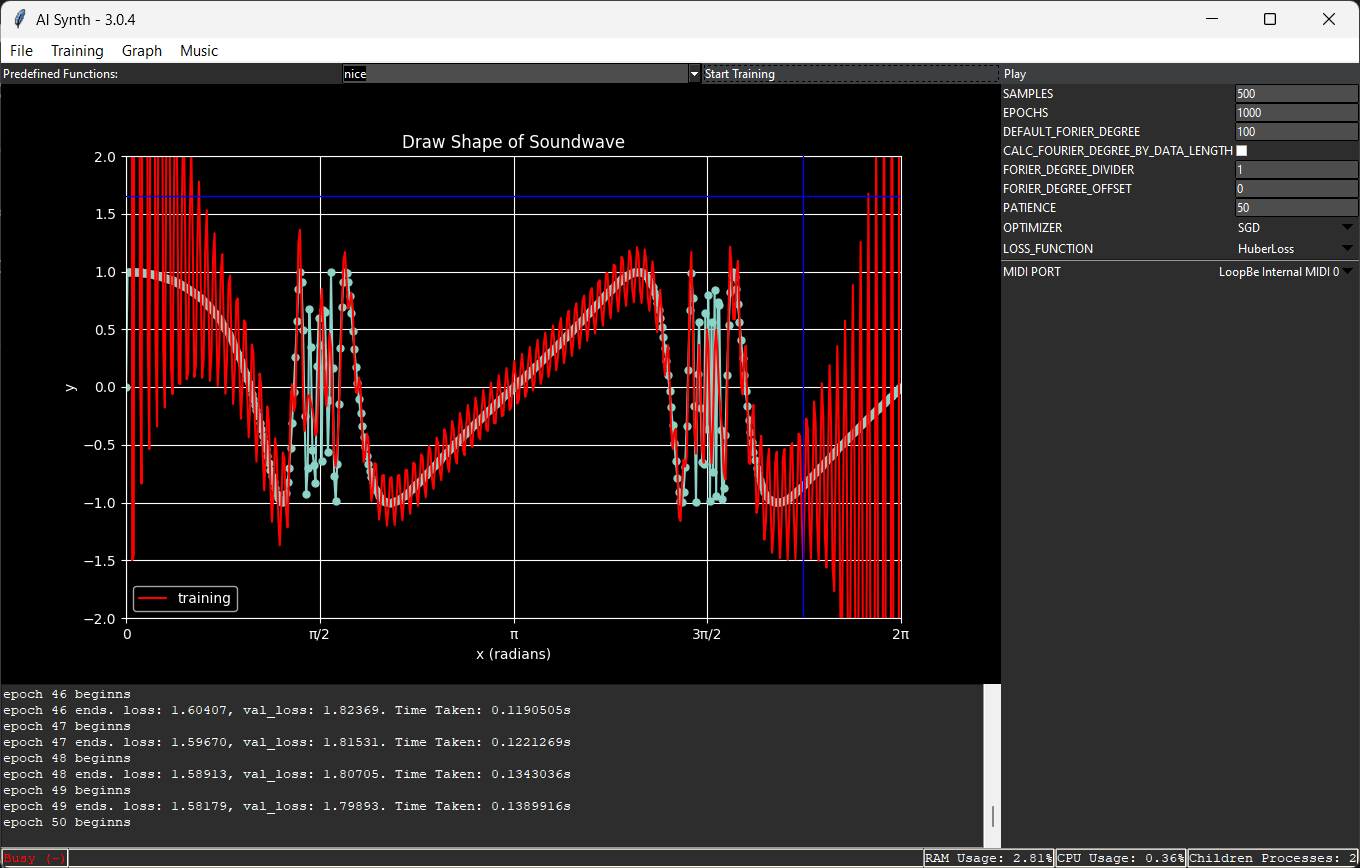 AI Synth - 3.0.4
File Training Graph Music
Predefined Functions: nice Start Training Play
SAMPLES 500
EPOCHS 1000
DEFAULT_FORIER_DEGREE 100
CALC_FOURIER_DEGREE_BY_DATA_LENGTH
FORIER_DEGREE_DIVIDER 1
FORIER_DEGREE_OFFSET 0
PATIENCE 50
OPTIMIZER SGD
LOSS_FUNCTION HuberLoss
MIDI PORT LoopBe Internal MIDI 0
Draw Shape of Soundwave
2.0
1.5
1.0
0.5
0.0
−0.5
−1.0
−1.5
−2.0
y
training
0 π/2 π 3π/2 2π
x (radians)
epoch 46 beginns
epoch 46 ends. loss: 1.60407, val_loss: 1.82369. Time Taken: 0.1190505s
epoch 47 beginns
epoch 47 ends. loss: 1.59670, val_loss: 1.81531. Time Taken: 0.1221269s
epoch 48 beginns
epoch 48 ends. loss: 1.58913, val_loss: 1.80705. Time Taken: 0.1343036s
epoch 49 beginns
epoch 49 ends. loss: 1.58179, val_loss: 1.79893. Time Taken: 0.1389916s
epoch 50 beginns
Busy (-) RAM Usage: 2.81% CPU Usage: 0.36% Children Processes: 2